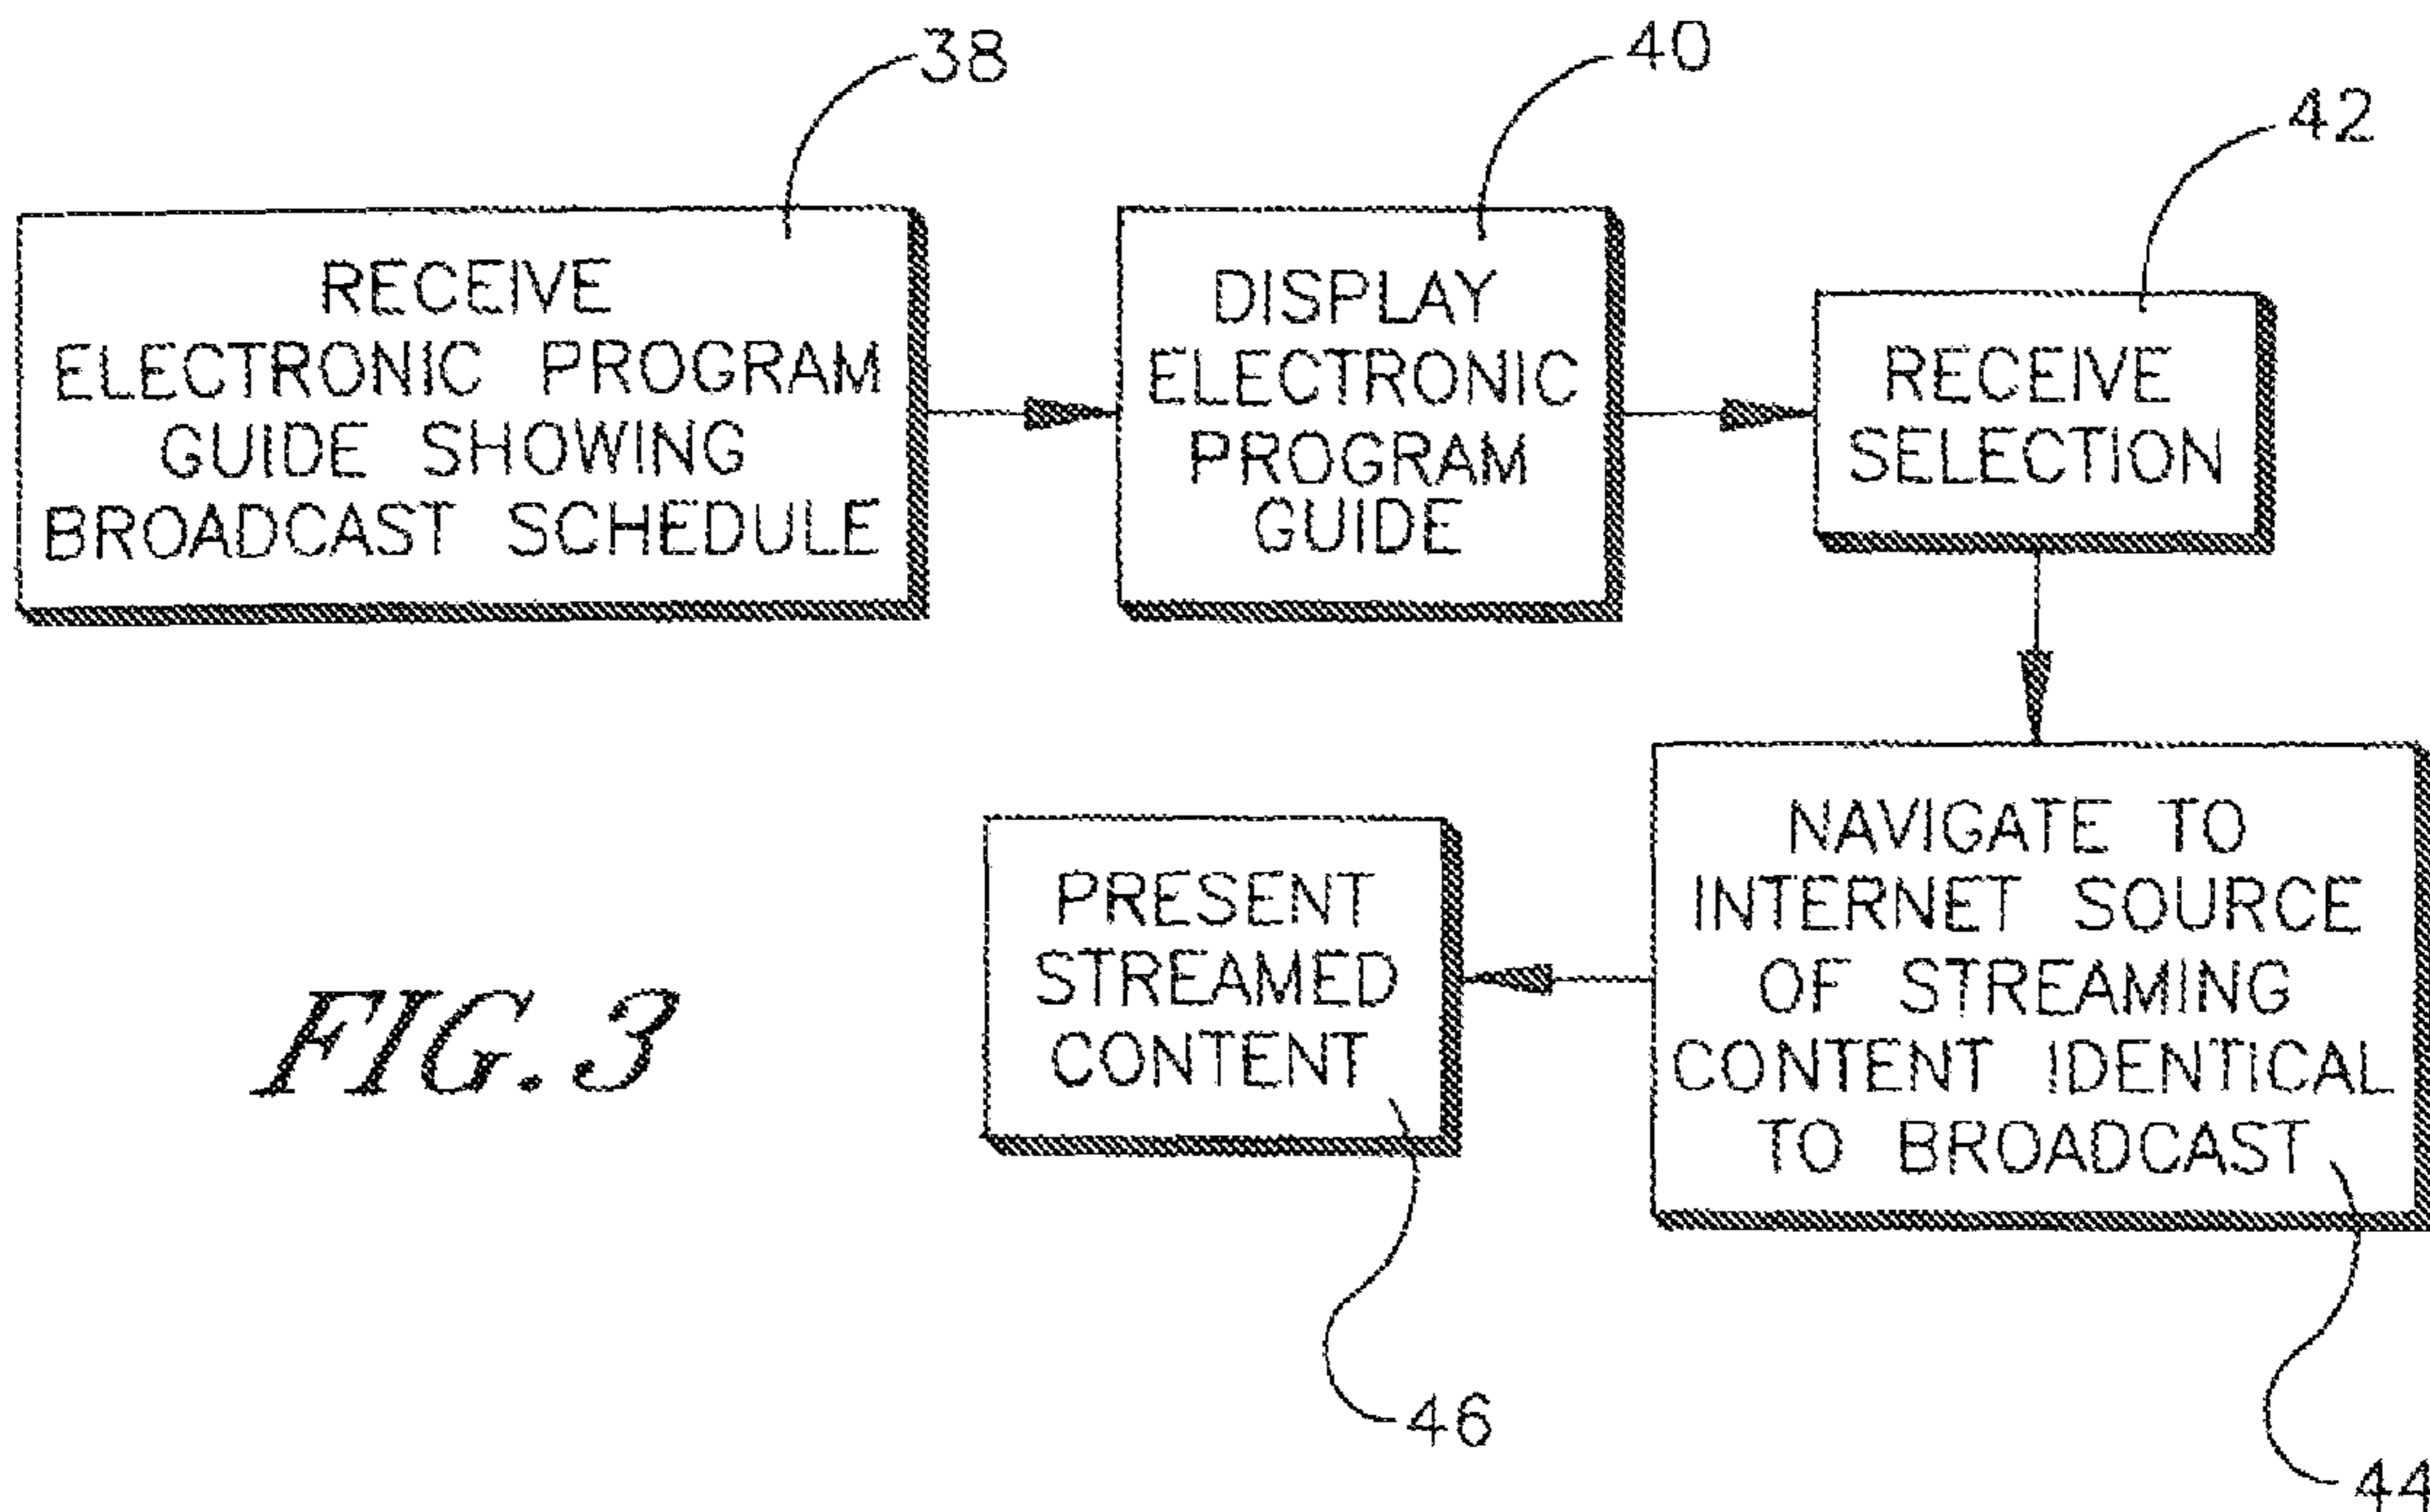 38
40
42
RECEIVE
ELECTRONIC PROGRAM
GUIDE SHOWING
BROADCAST SCHEDULE
DISPLAY
ELECTRONIC
PROGRAM
GUIDE
RECEIVE
SELECTION
NAVIGATE TO
INTERNET SOURCE
OF STREAMING
CONTENT IDENTICAL
TO BROADCAST
PRESENT
STREAMED
CONTENT
FIG. 3
46
44